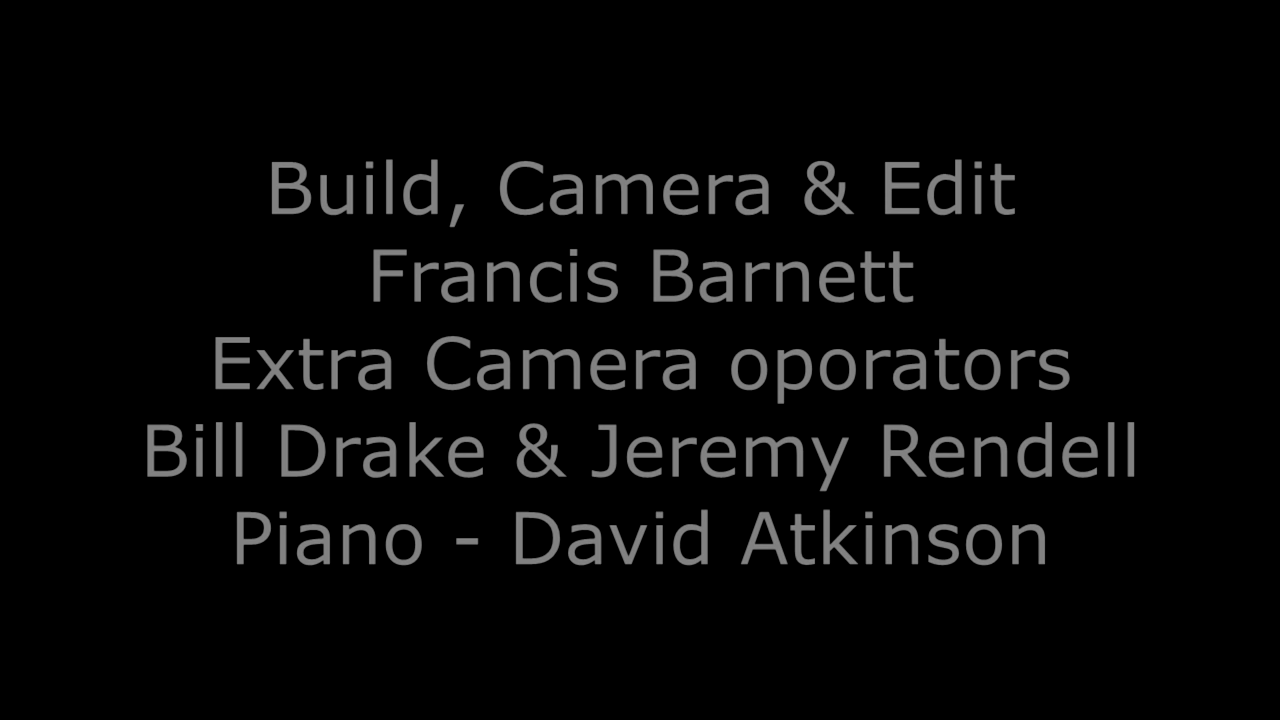 Build, Camera & Edit
Francis Barnett
Extra Camera oporators
Bill Drake & Jeremy Rendell
Piano - David Atkinson